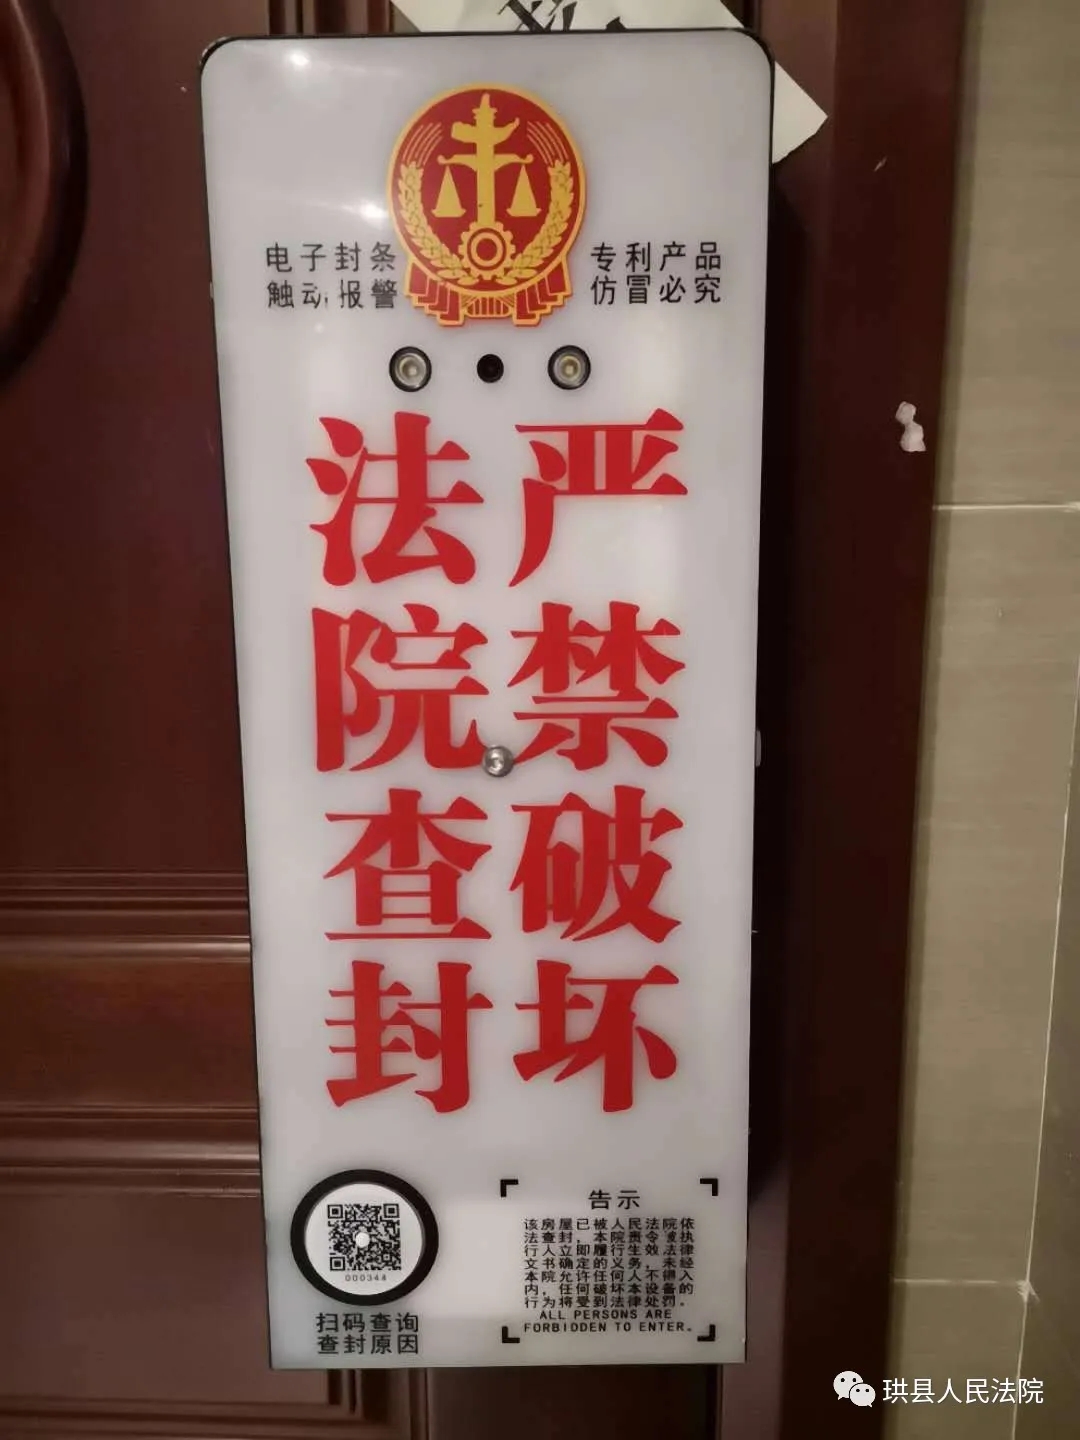 电子封条
触动报警
专利产品
仿冒必究
法院查封
严禁破坏
000344
扫码查询
查封原因
告示
该房屋已被人民法院依
法查封，本院责令被执
行人立即履行生效法律
文书确定的义务，未经
本院允许任何人不得入
内，任何破坏本设备的
行为将受到法律处罚。
ALL PERSONS ARE
FORBIDDEN TO ENTER.
珙县人民法院